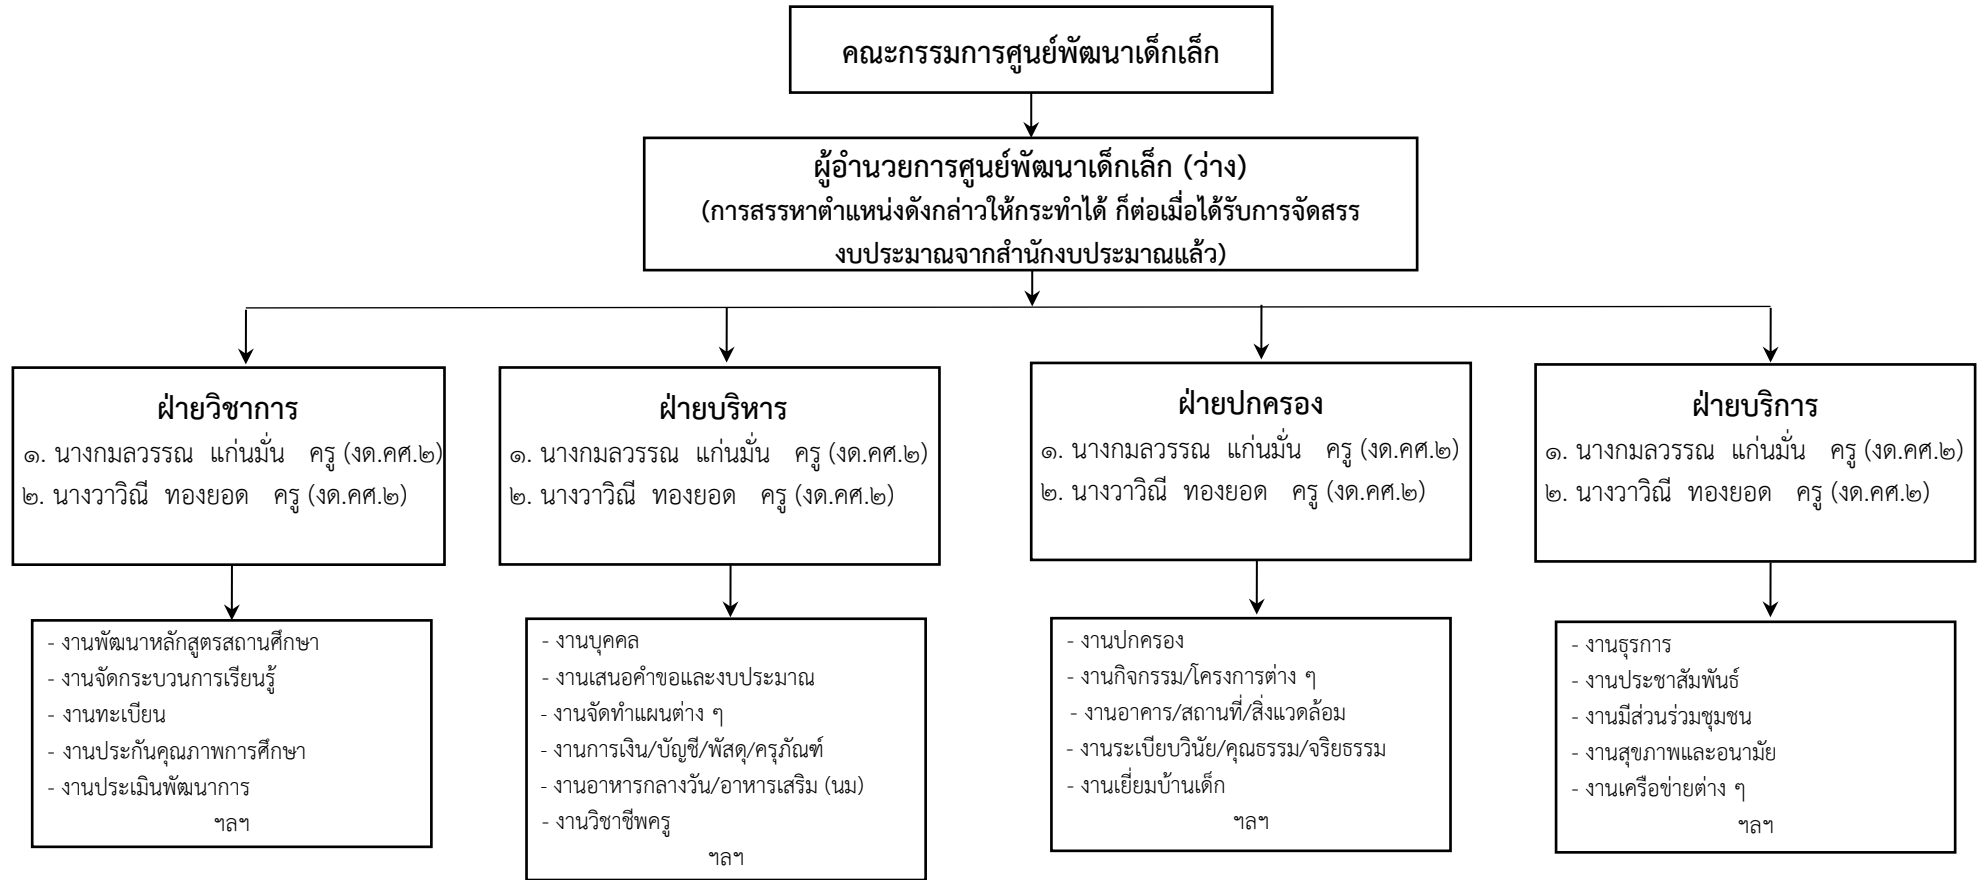 คณะกรรมการศูนย์พัฒนาเด็กเล็ก
ผู้อำนวยการศูนย์พัฒนาเด็กเล็ก (ว่าง)
(การสรรหาตำแหน่งดังกล่าวให้กระทำได้ ก็ต่อเมื่อได้รับการจัดสรร
งบประมาณจากสำนักงบประมาณแล้ว)
ฝ่ายวิชาการ
๑. นางกมลวรรณ แก่นมั่น ครู (งด.คศ.๒)
๒. นางวาวิณี ทองยอด ครู (งด.คศ.๒)
ฝ่ายบริหาร
๑. นางกมลวรรณ แก่นมั่น ครู (งด.คศ.๒)
๒. นางวาวิณี ทองยอด ครู (งด.คศ.๒)
ฝ่ายปกครอง
๑. นางกมลวรรณ แก่นมั่น ครู (งด.คศ.๒)
๒. นางวาวิณี ทองยอด ครู (งด.คศ.๒)
ฝ่ายบริการ
๑. นางกมลวรรณ แก่นมั่น ครู (งด.คศ.๒)
๒. นางวาวิณี ทองยอด ครู (งด.คศ.๒)
- งานพัฒนาหลักสูตรสถานศึกษา
- งานจัดกระบวนการเรียนรู้
- งานทะเบียน
- งานประกันคุณภาพการศึกษา
- งานประเมินพัฒนาการ
ฯลฯ
- งานบุคคล
- งานเสนอคำขอและงบประมาณ
- งานจัดทำแผนต่าง ๆ
- งานการเงิน/บัญชี/พัสดุ/ครุภัณฑ์
- งานอาหารกลางวัน/อาหารเสริม (นม)
- งานวิชาชีพครู
ฯลฯ
- งานปกครอง
- งานกิจกรรม/โครงการต่าง ๆ
- งานอาคาร/สถานที่/สิ่งแวดล้อม
- งานระเบียบวินัย/คุณธรรม/จริยธรรม
- งานเยี่ยมบ้านเด็ก
ฯลฯ
- งานธุรการ
- งานประชาสัมพันธ์
- งานมีส่วนร่วมชุมชน
- งานสุขภาพและอนามัย
- งานเครือข่ายต่าง ๆ
ฯลฯ